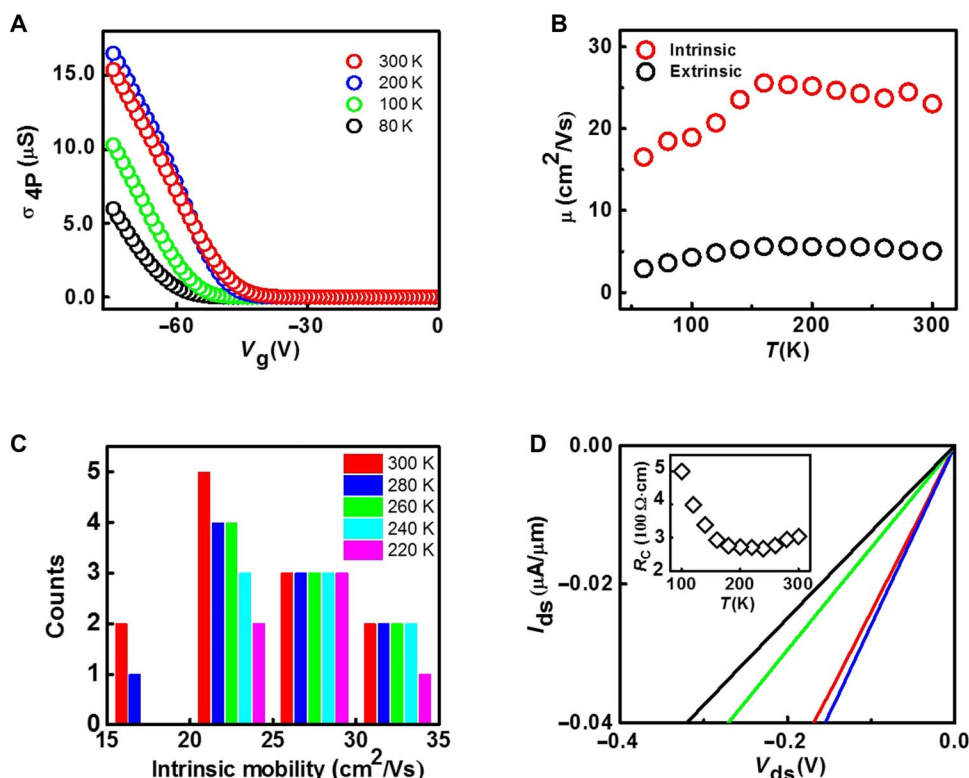 A
σ 4P (μS)
15.0
10.0
5.0
0.0
300 K
200 K
100 K
80 K
−60
−30
0
Vg(V)
B
μ (cm²/Vs)
30
20
10
0
Intrinsic
Extrinsic
100
200
300
T(K)
C
Counts
5
4
3
2
1
0
300 K
280 K
260 K
240 K
220 K
15
20
25
30
35
Intrinsic mobility (cm²/Vs)
D
Ids (μA/μm)
0.00
−0.02
−0.04
RC (100 Ω·cm)
5
4
3
2
100
200
300
T(K)
−0.4
−0.2
0.0
Vds(V)